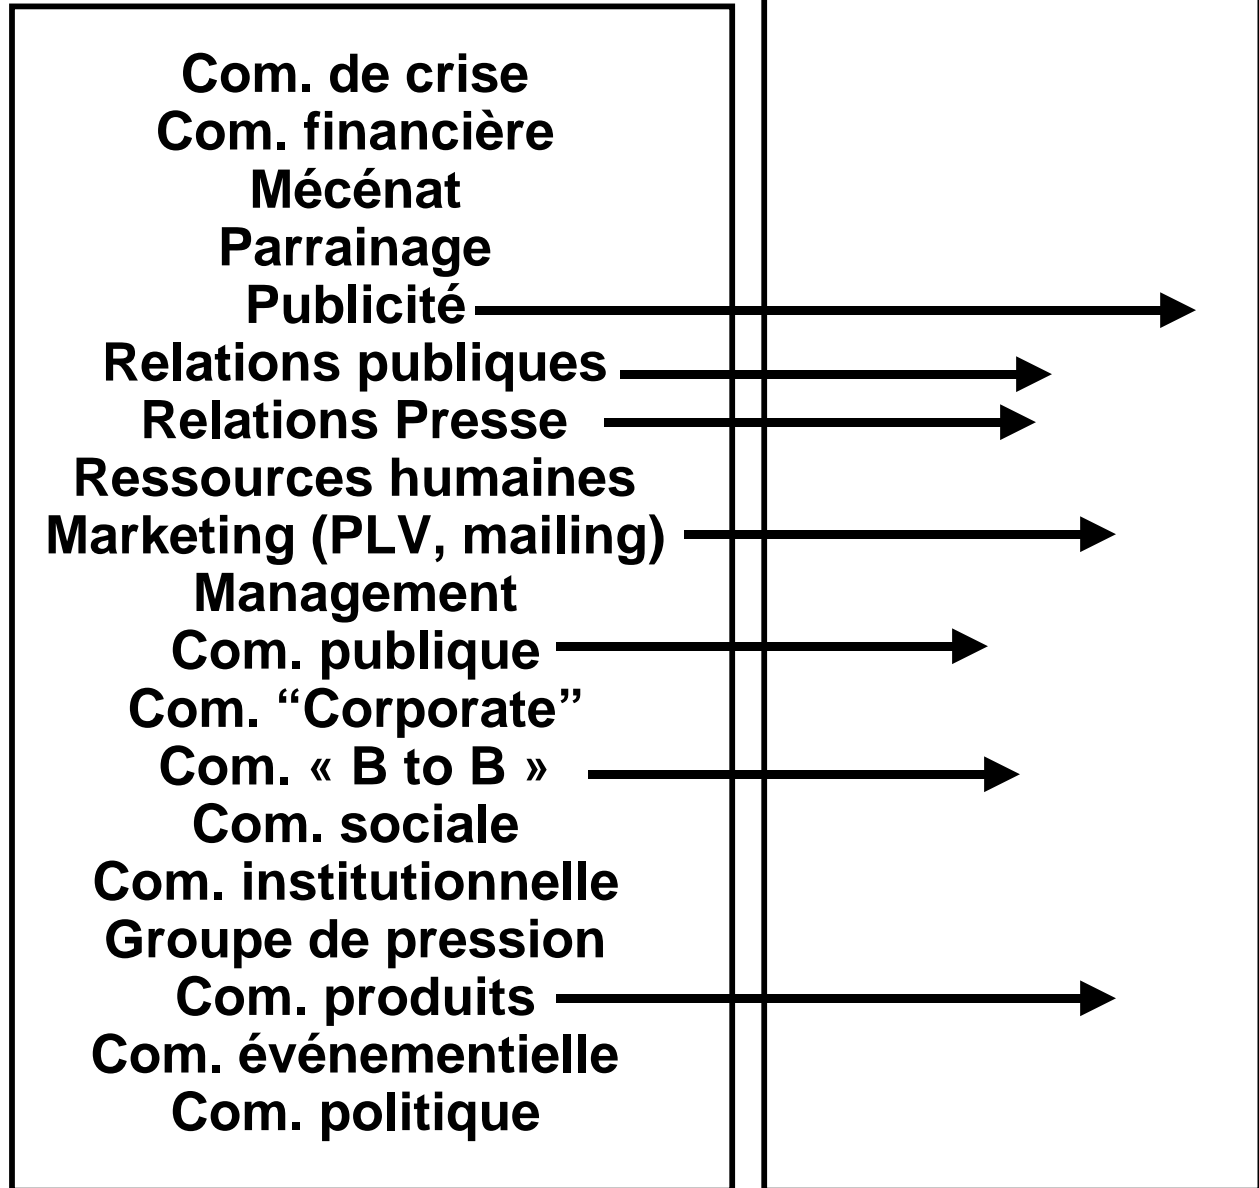 Com. de crise
Com. financière
Mécénat
Parrainage
Publicité
Relations publiques
Relations Presse
Ressources humaines
Marketing (PLV, mailing)
Management
Com. publique
Com. “Corporate”
Com. « B to B »
Com. sociale
Com. institutionnelle
Groupe de pression
Com. produits
Com. événementielle
Com. politique